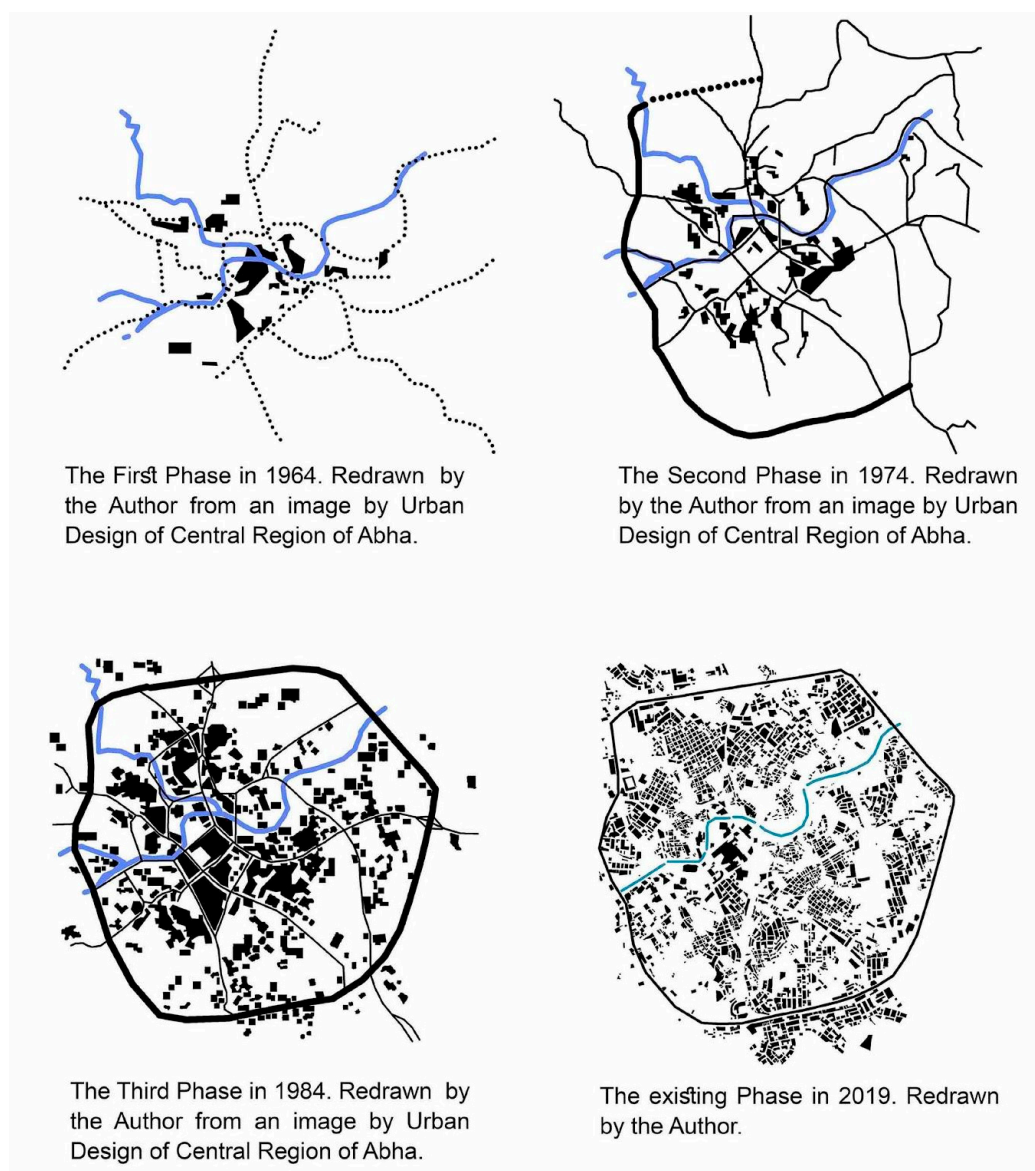 The First Phase in 1964. Redrawn by
the Author from an image by Urban
Design of Central Region of Abha.
The Second Phase in 1974. Redrawn
by the Author from an image by Urban
Design of Central Region of Abha.
The Third Phase in 1984. Redrawn by
the Author from an image by Urban
Design of Central Region of Abha.
The existing Phase in 2019. Redrawn
by the Author.